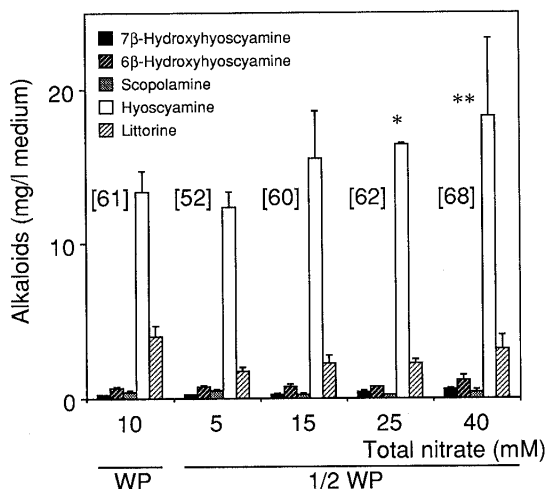 Alkaloids (mg/l medium)
20
10
0
7β-Hydroxyhyoscyamine
6β-Hydroxyhyoscyamine
Scopolamine
Hyoscyamine
Littorine
* **
[61] [52] [60] [62] [68]
10 5 15 25 40
Total nitrate (mM)
WP 1/2 WP